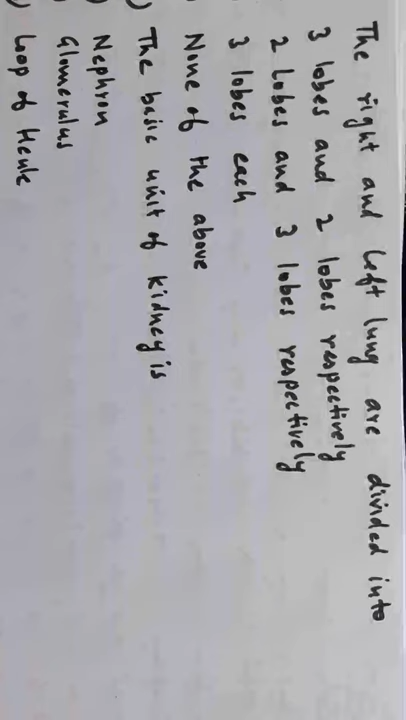 The right and left lung are divided into
3 lobes and 2 lobes respectively
2 lobes and 3 lobes respectively
3 lobes each
None of the above
The basic unit of kidney is
Nephron
Glomerulus
Loop of Henle